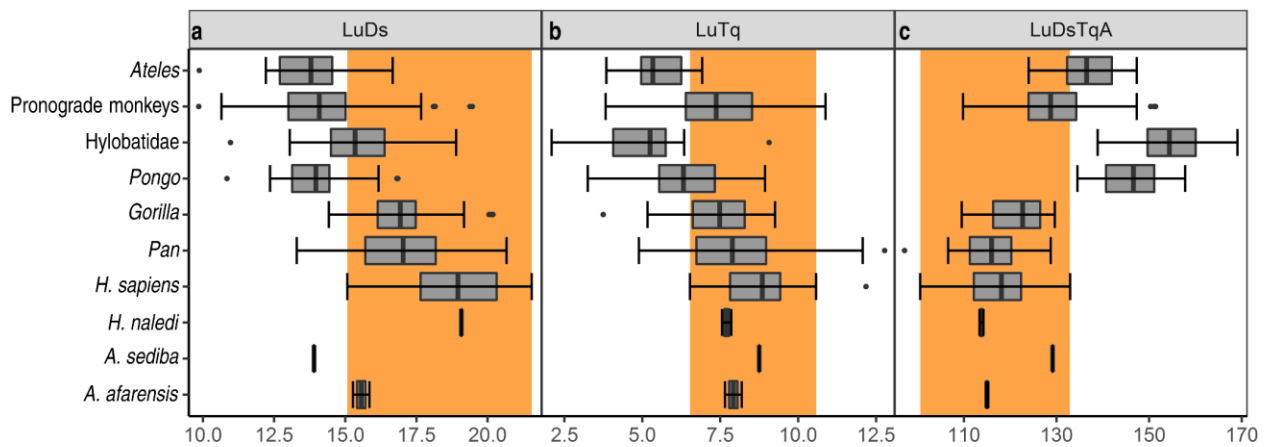 a LuDs b LuTq c LuDsTqA
Ateles
Pronograde monkeys
Hylobatidae
Pongo
Gorilla
Pan
H. sapiens
H. naledi
A. sediba
A. afarensis
10.0 12.5 15.0 17.5 20.0 2.5 5.0 7.5 10.0 12.5 110 130 150 170